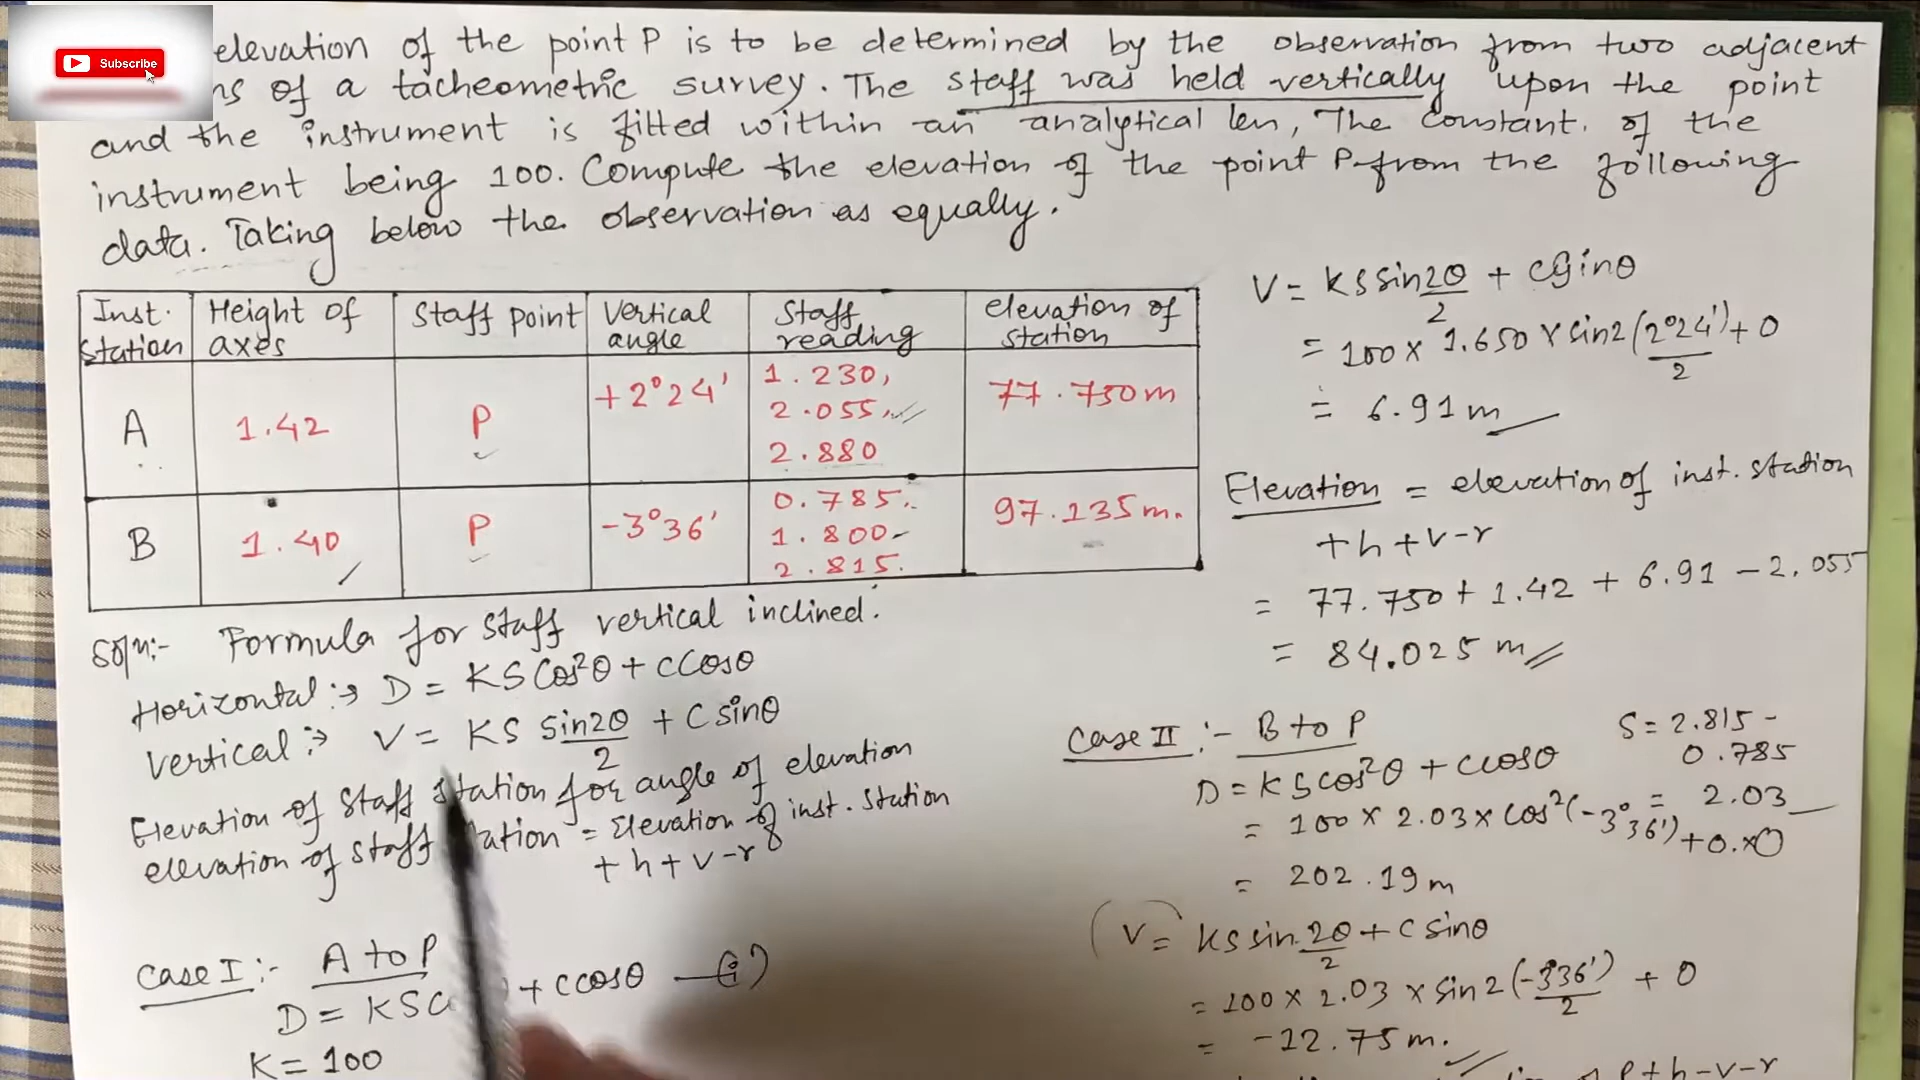 Subscribe
elevation of the point P is to be determined by the observation from two adjacent
ns of a tacheometric survey. The staff was held vertically upon the point
and the instrument is fitted within an analytical len, The constant. of the
instrument being 100. Compute the elevation of the point P from the following
data. Taking below the observation as equally.
Inst. station | Height of axes | Staff point | Vertical angle | Staff reading | elevation of station
A | 1.42 | P | +2°24' | 1.230, 2.055, 2.880 | 77.750m
B | 1.40 | P | -3°36' | 0.785, 1.800 2.815. | 97.135m.
Solⁿ:- Formula for staff vertical inclined.
Horizontal :→ D = KS Cos²θ + CCosθ
Vertical :→ V = KS sin2θ/2 + C sinθ
Elevation of Staff Station for angle of elevation
elevation of staff ation = Elevation of inst. Station
+ h + v - r
Case I :- A to P
D = KSC + ccosθ — (i)
K = 100
V = KS sin2θ/2 + C sinθ
= 100 x 1.650 x sin2(2°24')/2 + 0
= 6.91 m
Elevation = elevation of inst. station
+ h + v - r
= 77.750 + 1.42 + 6.91 - 2.055
= 84.025 m
Case II :- B to P
S = 2.815 -
0.785
= 2.03
D = KS cos²θ + ccosθ
= 100 x 2.03 x cos²(-3°36') + 0.x0
= 202.19 m
V = KS sin 2θ/2 + C sinθ
= 100 x 2.03 x sin 2(-3°36')/2 + 0
= -12.75 m.
P + h - v - r